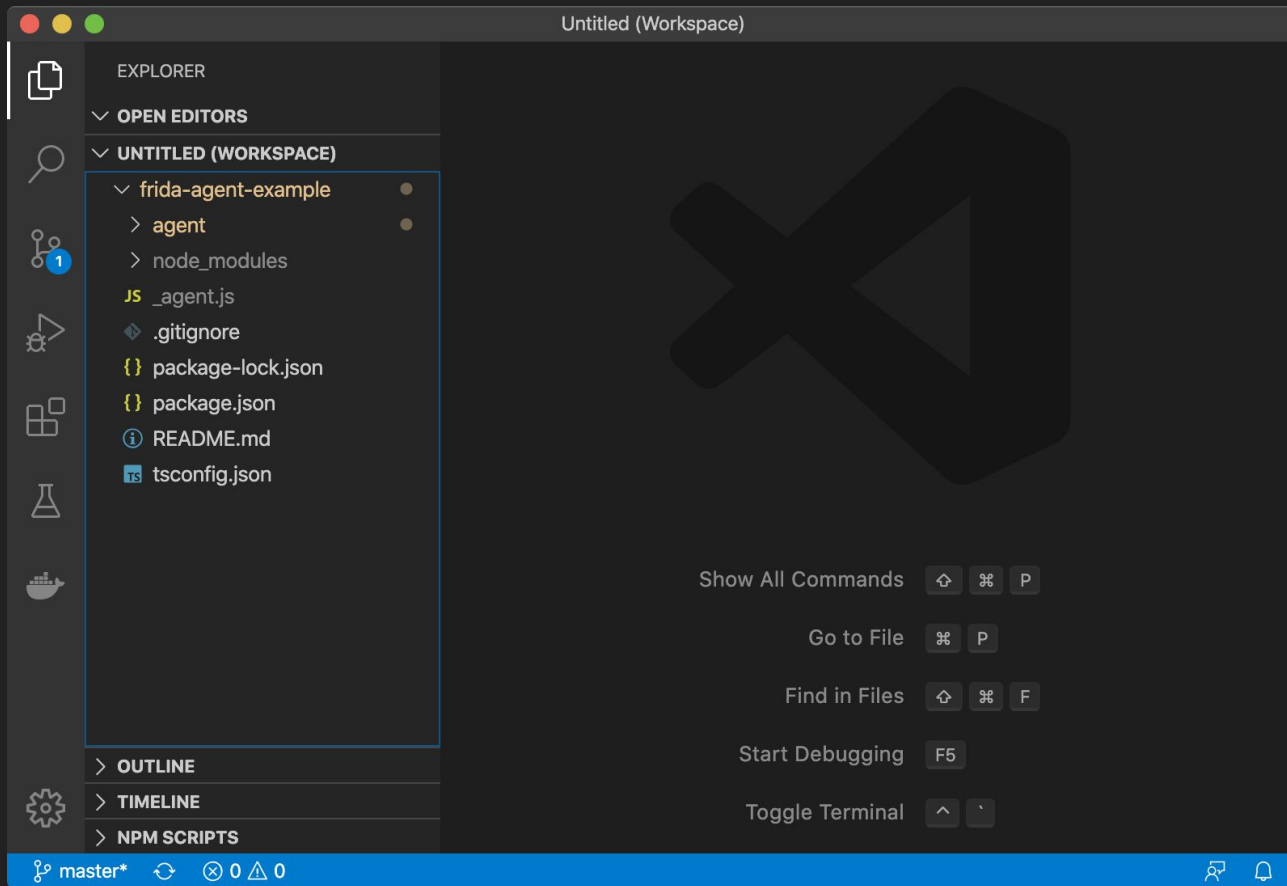 Untitled (Workspace)
EXPLORER
OPEN EDITORS
UNTITLED (WORKSPACE)
frida-agent-example
agent
node_modules
JS _agent.js
.gitignore
{} package-lock.json
{} package.json
README.md
TS tsconfig.json
1
Show All Commands ⇧ ⌘ P
Go to File ⌘ P
Find in Files ⇧ ⌘ F
Start Debugging F5
Toggle Terminal ^ `
OUTLINE
TIMELINE
NPM SCRIPTS
master* 0 0